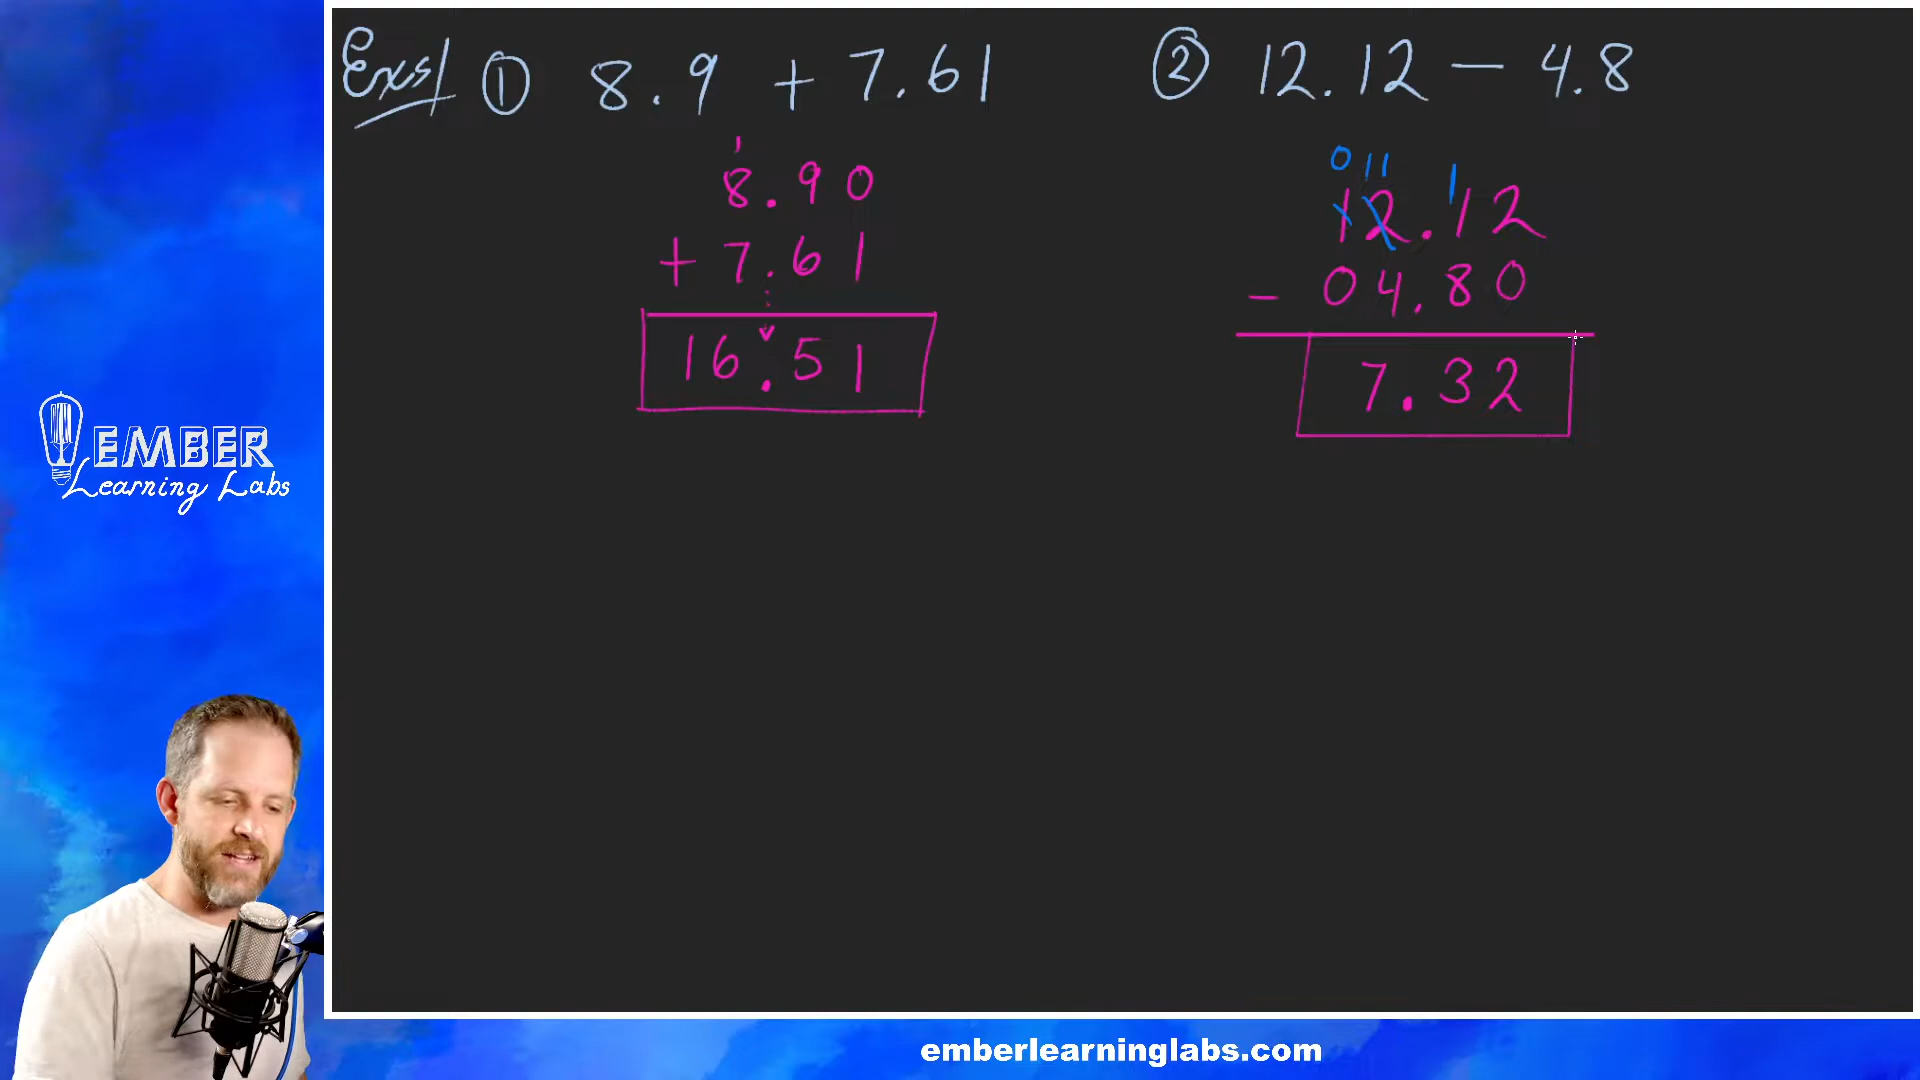 Exs ① 8.9 + 7.61
1
8.90
+ 7.61
16.51
② 12.12 - 4.8
0 11 1
12.12
- 04.80
7.32
EMBER
Learning Labs
emberlearninglabs.com